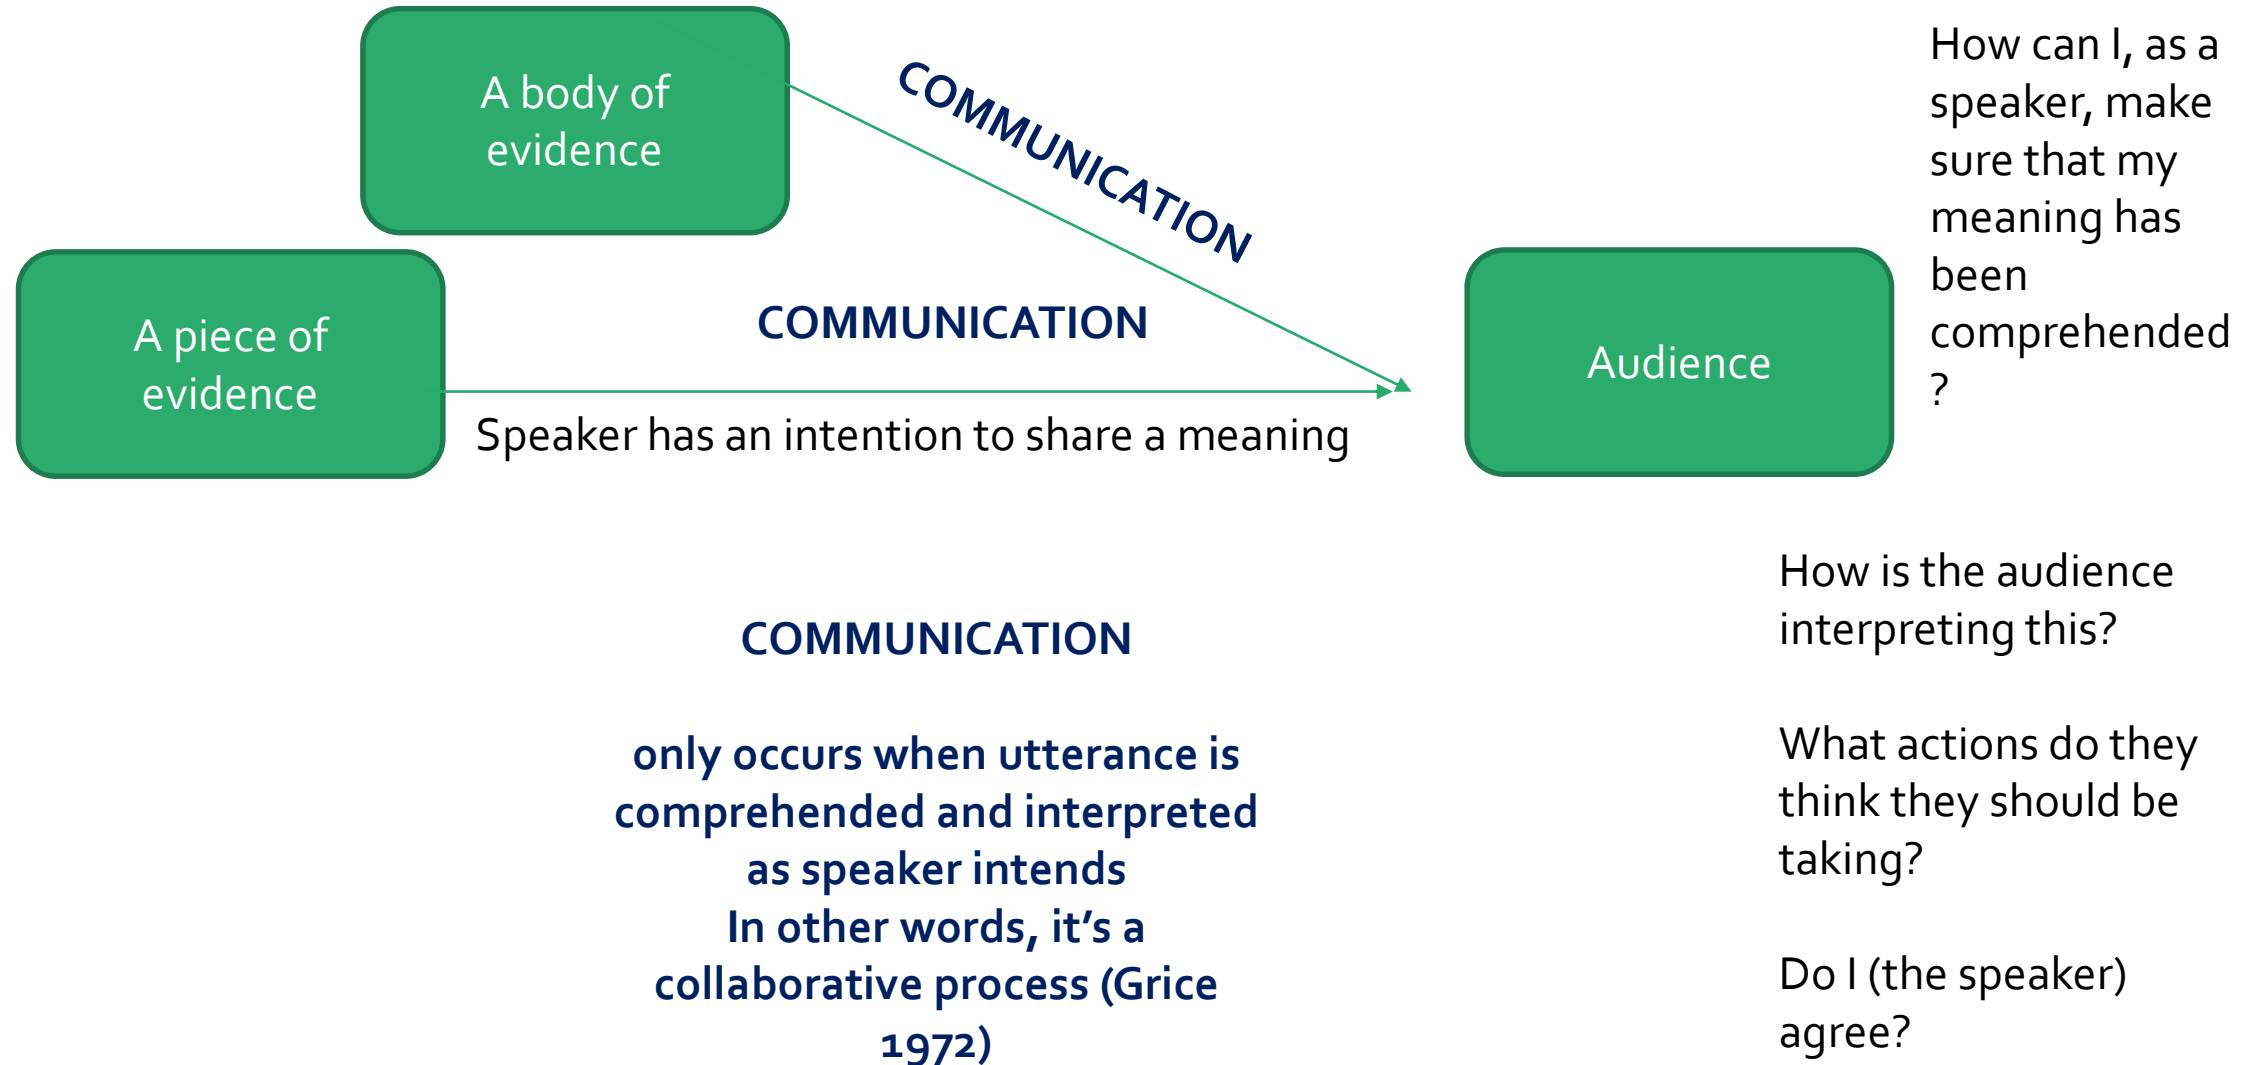 A body of
evidence
COMMUNICATION
A piece of
evidence
COMMUNICATION
Speaker has an intention to share a meaning
Audience
How can I, as a
speaker, make
sure that my
meaning has
been
comprehended
?
COMMUNICATION
only occurs when utterance is
comprehended and interpreted
as speaker intends
In other words, it’s a
collaborative process (Grice
1972)
How is the audience
interpreting this?
What actions do they
think they should be
taking?
Do I (the speaker)
agree?